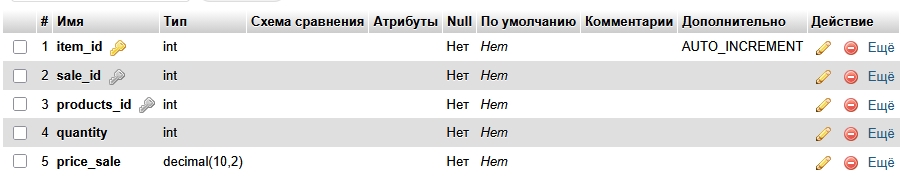 # Имя Тип Схема сравнения Атрибуты Null По умолчанию Комментарии Дополнительно Действие
1 item_id int Нет Нет AUTO_INCREMENT Ещё
2 sale_id int Нет Нет Ещё
3 products_id int Нет Нет Ещё
4 quantity int Нет Нет Ещё
5 price_sale decimal(10,2) Нет Нет Ещё